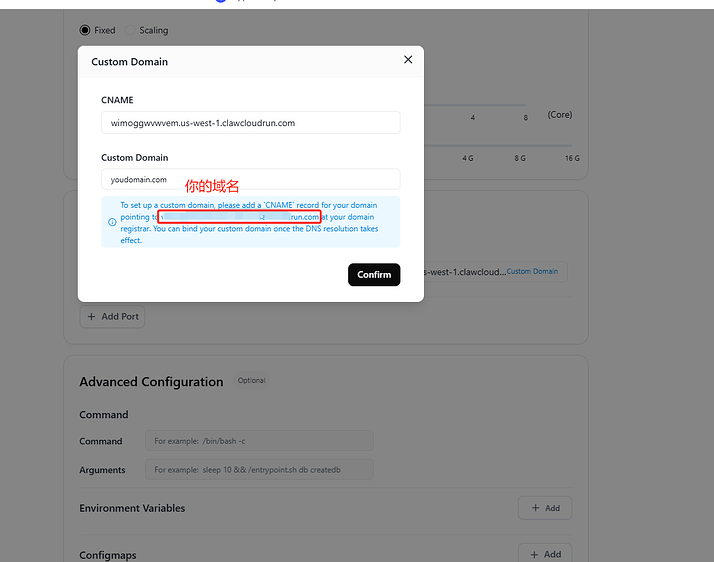 Fixed
Scaling
Custom Domain
CNAME
wimoggwvwvem.us-west-1.clawcloudrun.com
4
8
(Core)
Custom Domain
4 G
8 G
16 G
youdomain.com
你的域名
To set up a custom domain, please add a `CNAME` record for your domain
pointing to run.com at your domain
registrar. You can bind your custom domain once the DNS resolution takes
effect.
s-west-1.clawcloud...
Custom Domain
Confirm
Add Port
Advanced Configuration
Optional
Command
Command
For example: /bin/bash -c
Arguments
For example: sleep 10 && /entrypoint.sh db createdb
Environment Variables
Add
Configmaps
Add